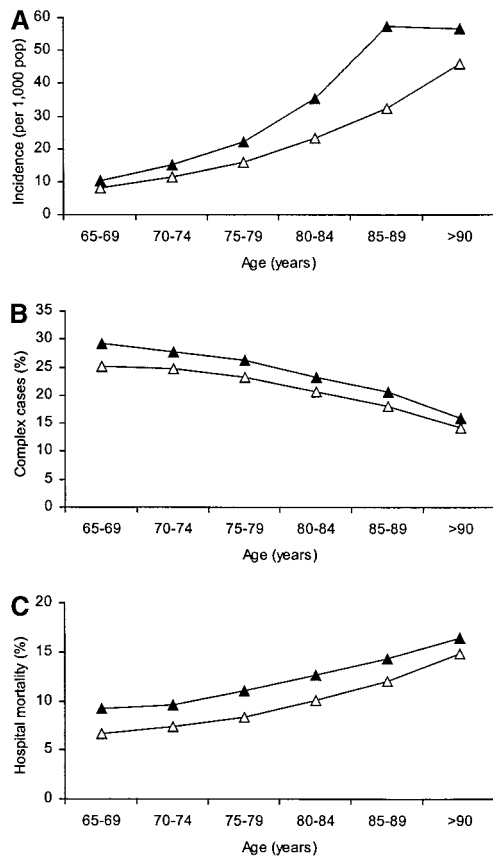 A
Incidence (per 1,000 pop)
60
50
40
30
20
10
0
65-69 70-74 75-79 80-84 85-89 >90
Age (years)
B
Complex cases (%)
35
30
25
20
15
10
5
0
65-69 70-74 75-79 80-84 85-89 >90
Age (years)
C
Hospital mortality (%)
20
15
10
5
0
65-69 70-74 75-79 80-84 85-89 >90
Age (years)